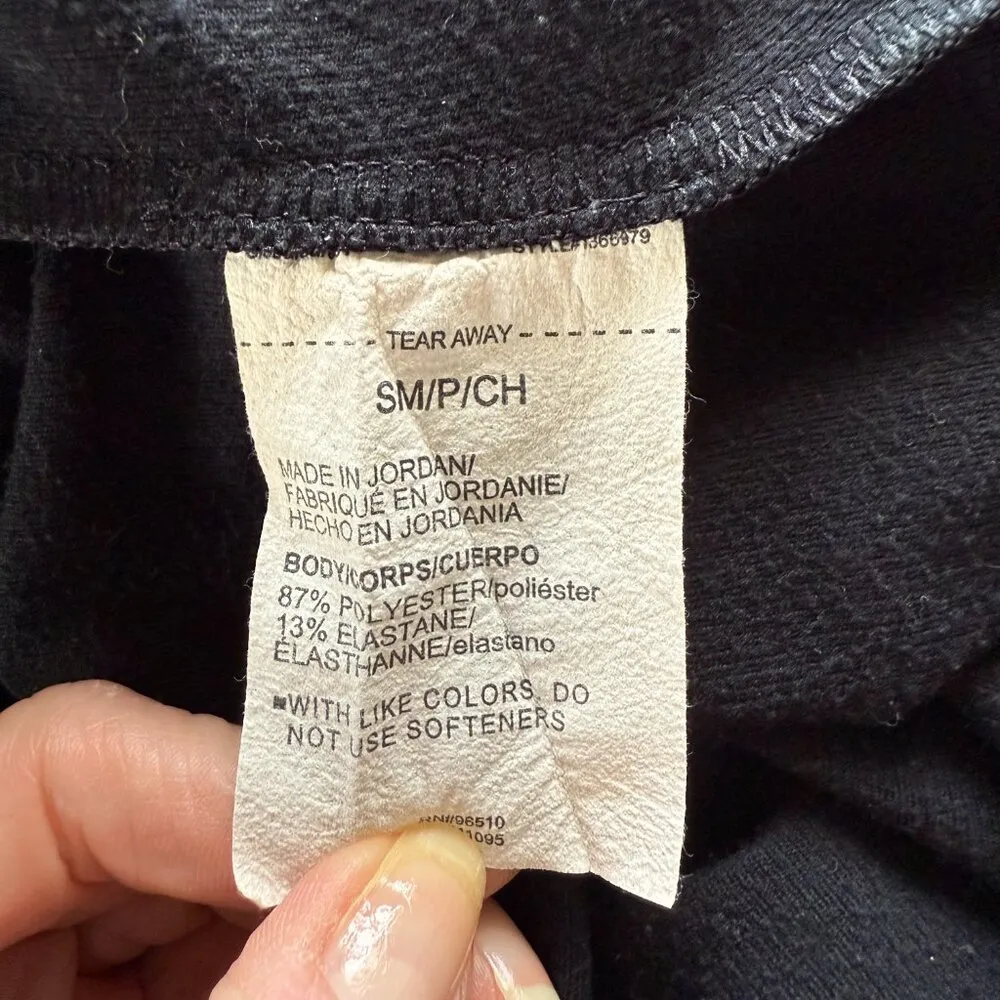 STYLE#1366979
TEAR AWAY
SM/P/CH
MADE IN JORDAN/
FABRIQUÉ EN JORDANIE/
HECHO EN JORDANIA
BODY/CORPS/CUERPO
87% POLYESTER/poliéster
13% ELASTANE/
ÉLASTHANNE/elastano
WITH LIKE COLORS. DO
NOT USE SOFTENERS
RN#96510